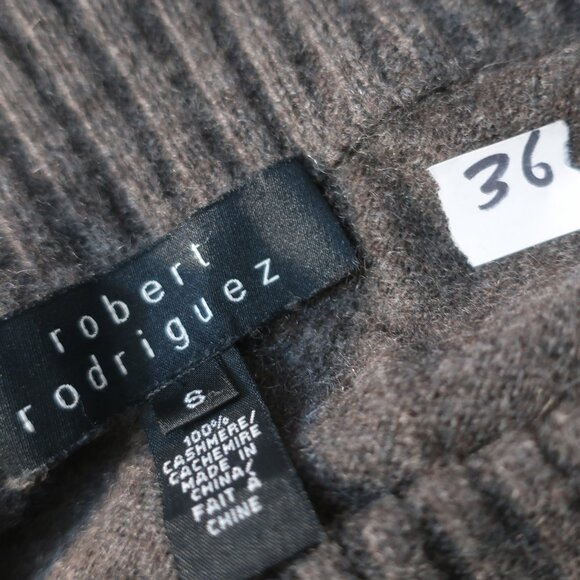 36
robert
rodriguez
S
100%
CASHMERE/
CACHEMIRE
MADE IN
CHINA/
FAIT À
CHINE